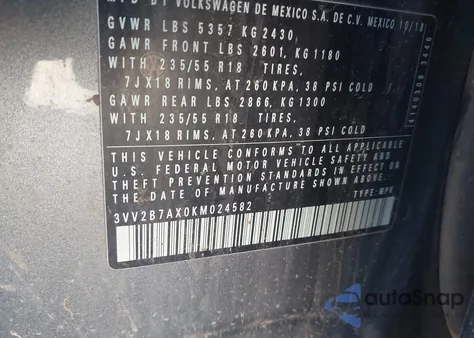 MFD BY VOLKSWAGEN DE MEXICO S.A. DE C.V. MEXICO 10/18
GVWR LBS 5357 KG 2430
GAWR FRONT LBS 2601, KG 1180
WITH 235/55 R18 TIRES,
7JX18 RIMS, AT 260 KPA, 38 PSI COLD
GAWR REAR LBS 2866, KG 1300
WITH 235/55 R18 TIRES,
7JX18 RIMS, AT 260 KPA, 38 PSI COLD
THIS VEHICLE CONFORMS TO ALL APPLICABLE
U.S. FEDERAL MOTOR VEHICLE SAFETY AND
THEFT PREVENTION STANDARDS IN EFFECT ON
THE DATE OF MANUFACTURE SHOWN ABOVE.
3VV2B7AX0KM024582 TYPE: MPV
autoSnap